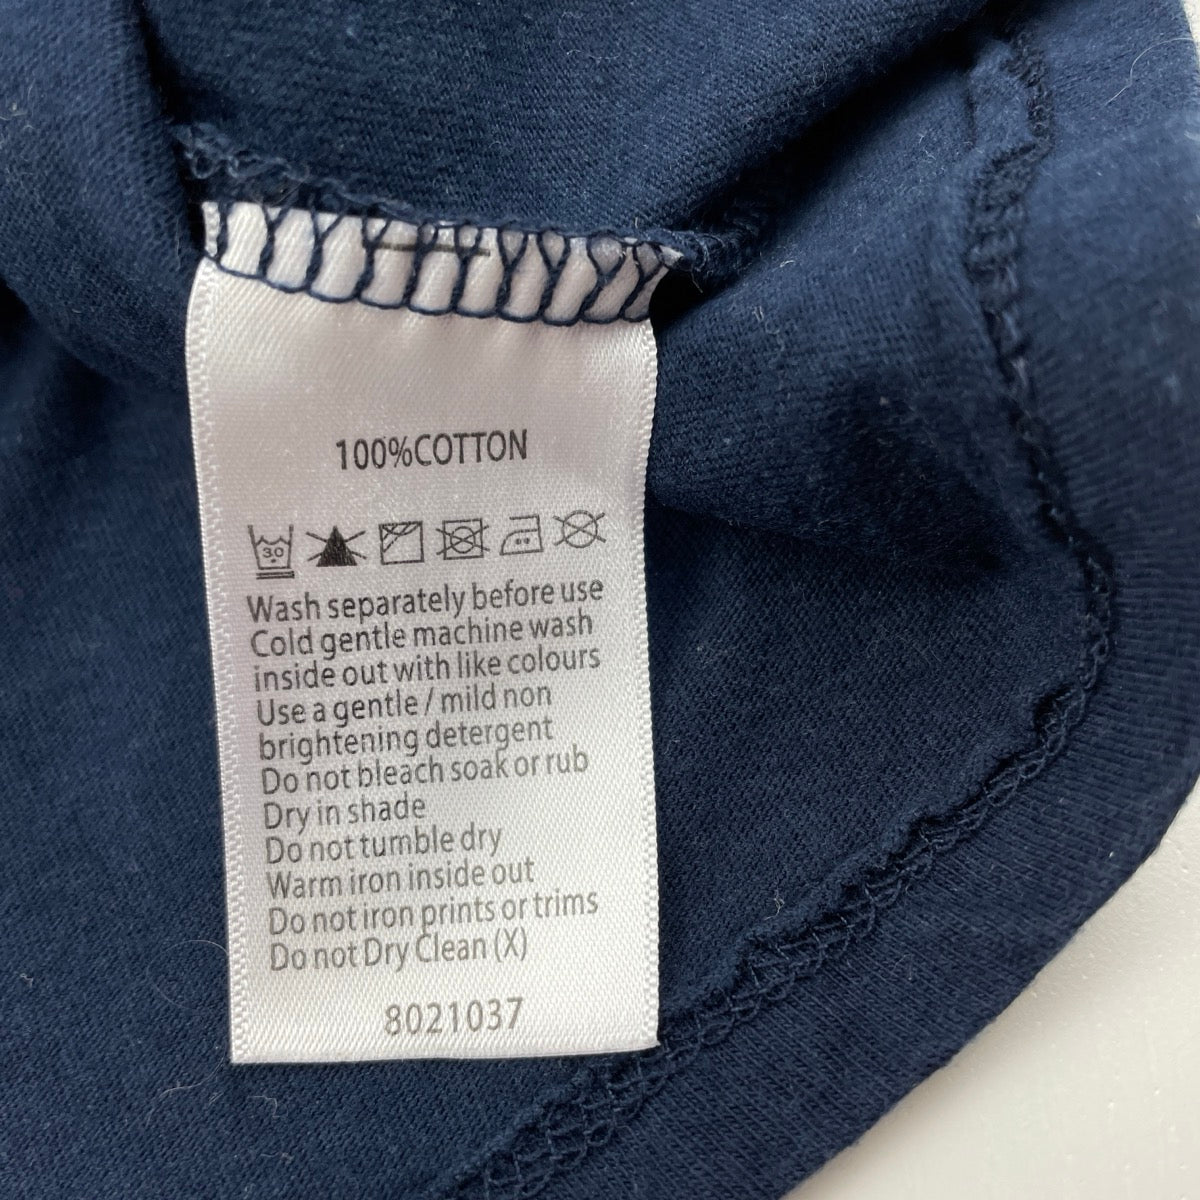 100%COTTON
30
Wash separately before use
Cold gentle machine wash
inside out with like colours
Use a gentle / mild non
brightening detergent
Do not bleach soak or rub
Dry in shade
Do not tumble dry
Warm iron inside out
Do not iron prints or trims
Do not Dry Clean (X)
8021037